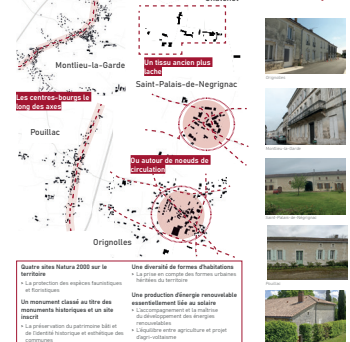 Montlieu-la-Garde
Un tissu ancien plus
lache
Saint-Palais-de-Negrignac
Les centres-bourgs le
long des axes
Pouillac
Ou autour de noeuds de
circulation
Orignolles
Quatre sites Natura 2000 sur le
territoire
• La protection des espèces faunistiques
et floristiques
Un monument classé au titre des
monuments historiques et un site
inscrit
• La préservation du patrimoine bâti et
de l'identité historique et esthétique des
communes
Une diversité de formes d'habitations
• La prise en compte des formes urbaines
héritées du territoire
Une production d'énergie renouvelable
essentiellement liée au solaire
• L'accompagnement et la maîtrise
du développement des énergies
renouvelables
• L'équilibre entre agriculture et projet
d'agri-voltaïsme
Orignolles
Montlieu-la-Garde
Saint-Palais-de-Négrignac
Pouillac